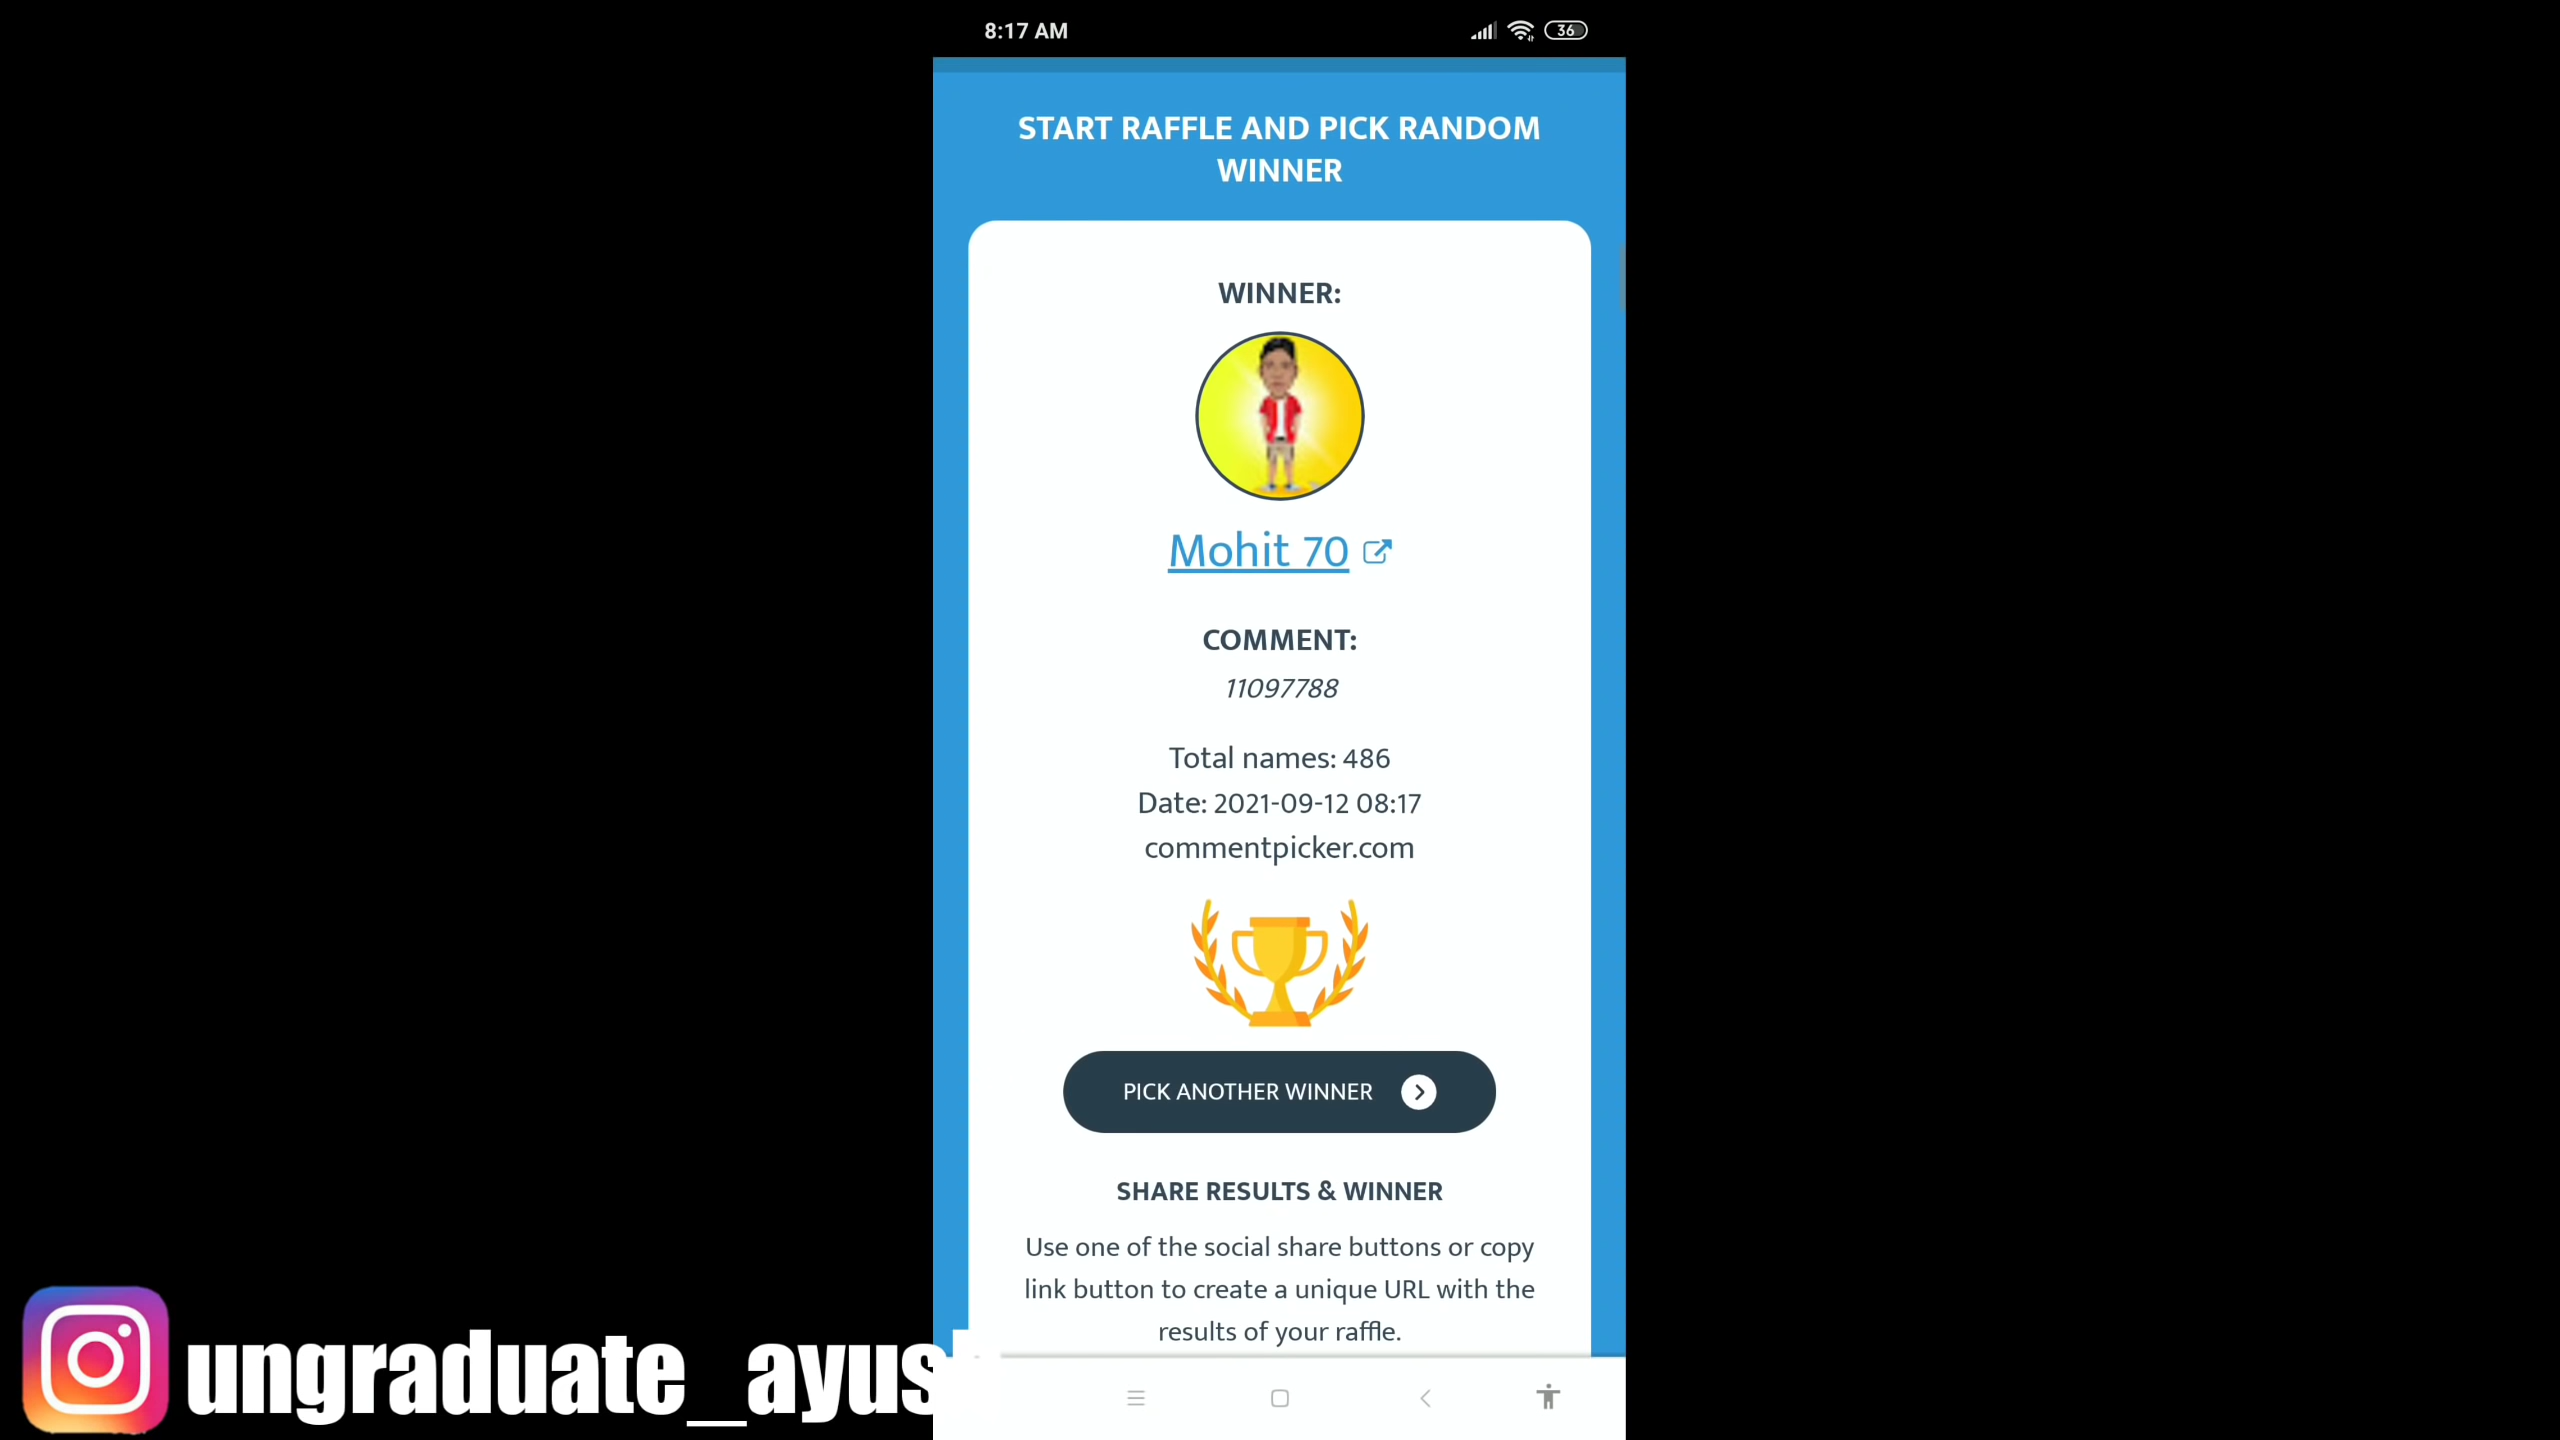 8:17 AM
36
START RAFFLE AND PICK RANDOM
WINNER
WINNER:
Mohit 70
COMMENT:
11097788
Total names: 486
Date: 2021-09-12 08:17
commentpicker.com
PICK ANOTHER WINNER
SHARE RESULTS & WINNER
Use one of the social share buttons or copy
link button to create a unique URL with the
results of your raffle.
ungraduate_ayush